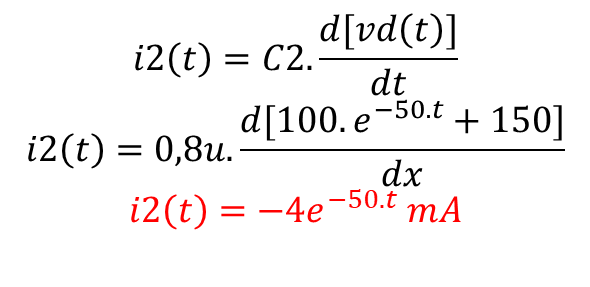 i2(t) = C2. d[vd(t)] / dt
i2(t) = 0,8u. d[100. e^{-50.t} + 150] / dx
i2(t) = −4e^{−50.t} mA